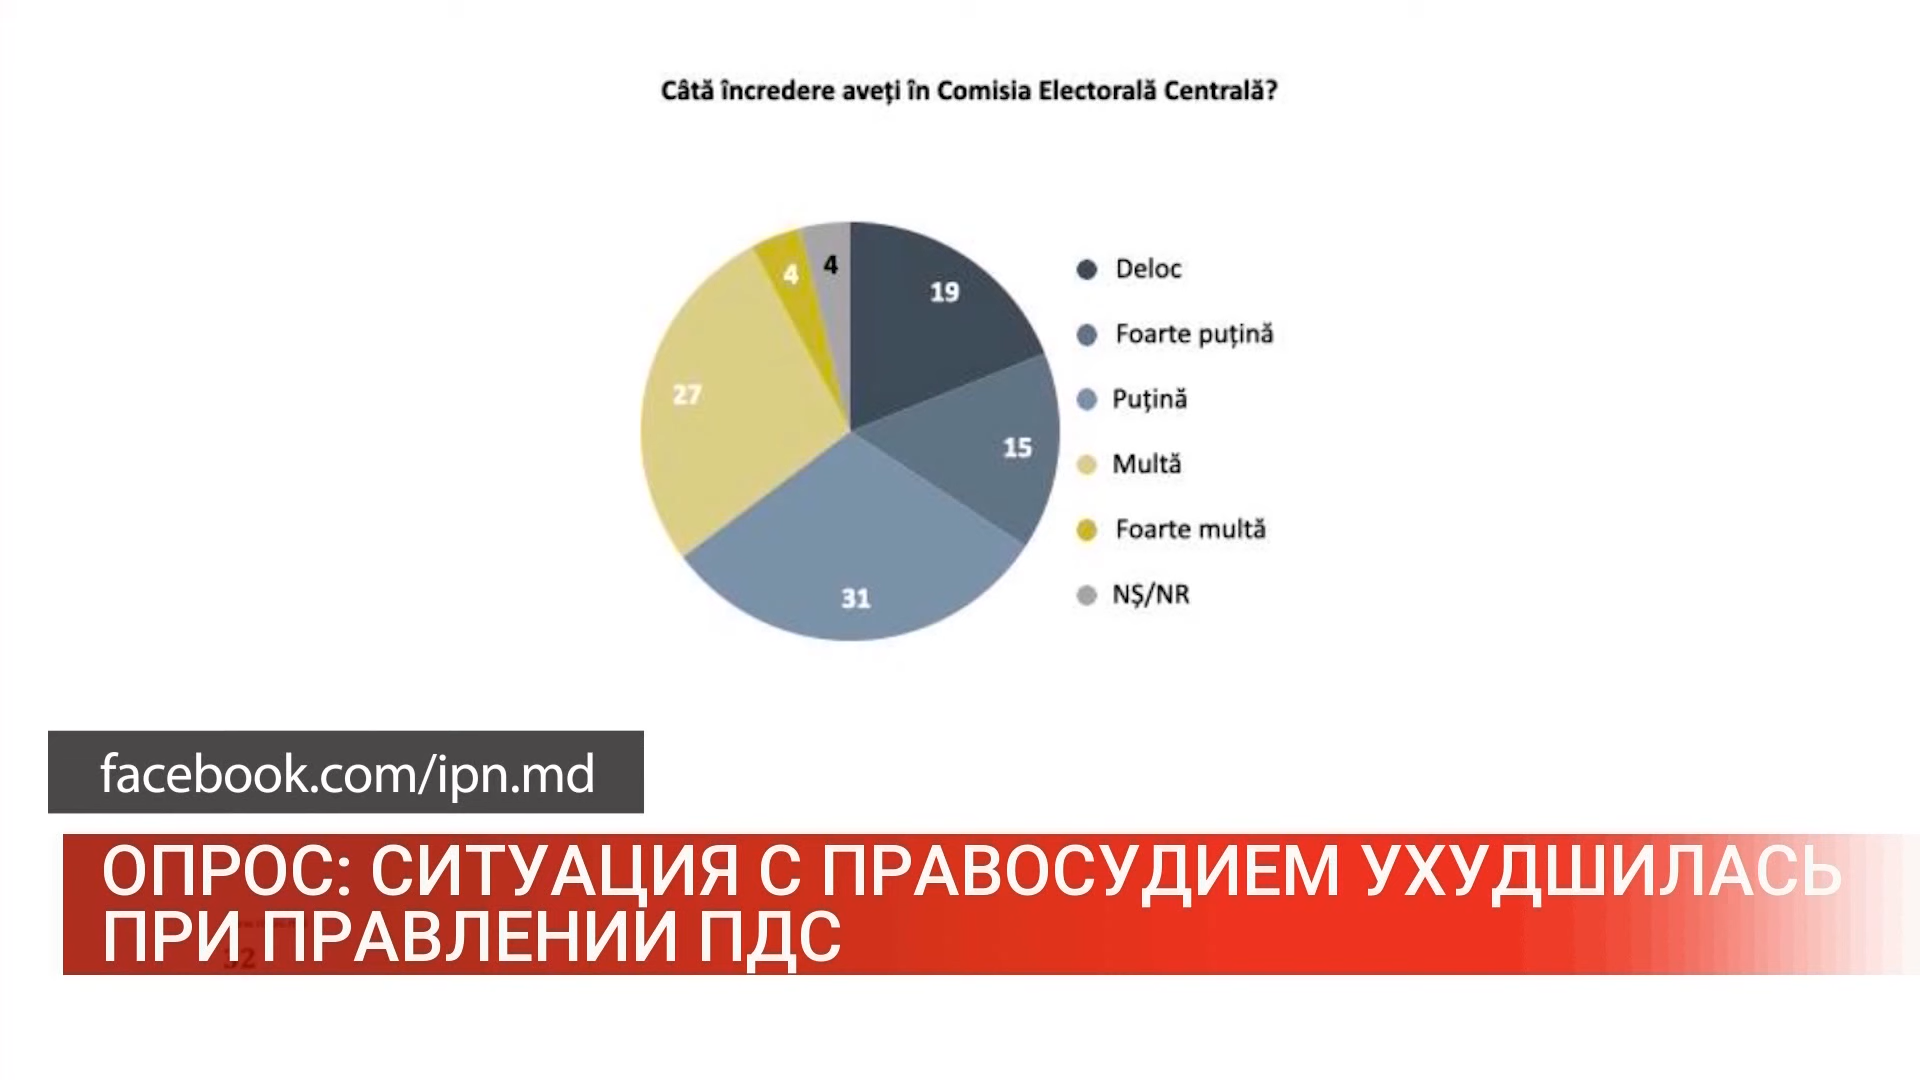 Câtă încredere aveți în Comisia Electorală Centrală?
4
4
19
27
15
31
Deloc
Foarte puțină
Puțină
Multă
Foarte multă
NȘ/NR
facebook.com/ipn.md
ОПРОС: СИТУАЦИЯ С ПРАВОСУДИЕМ УХУДШИЛАСЬ
ПРИ ПРАВЛЕНИИ ПДС